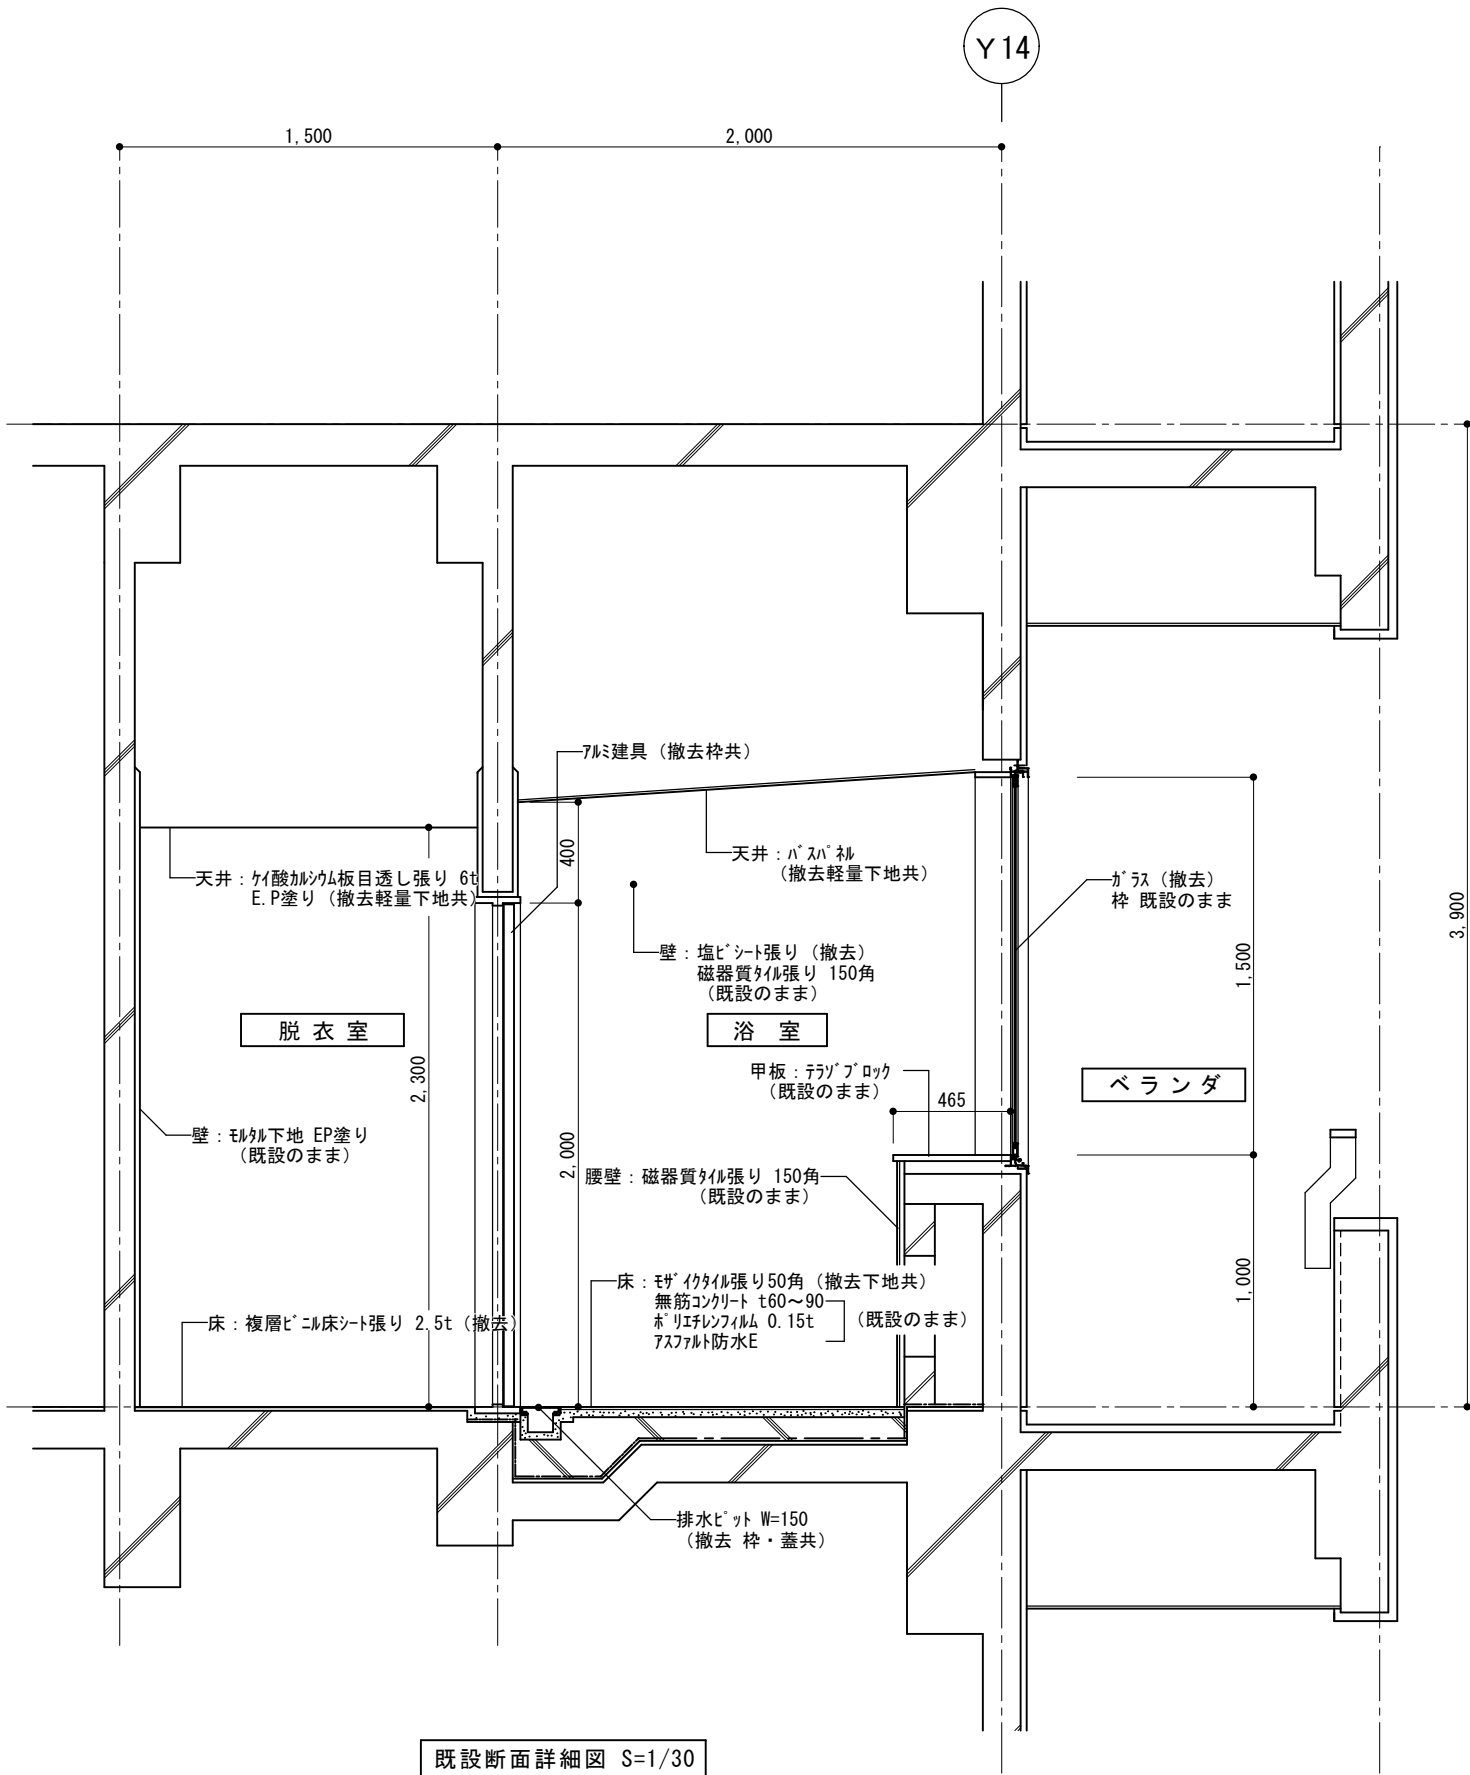 Y14
1,500
2,000
アルミ建具（撤去枠共）
400
天井：バスパネル
（撤去軽量下地共）
天井：ケイ酸カルシウム板目透し張り 6t
E.P塗り（撤去軽量下地共）
ガラス（撤去）
枠 既設のまま
3,900
壁：塩ビシート張り（撤去）
磁器質タイル張り 150角
（既設のまま）
1,500
脱衣室
浴 室
2,300
甲板：テラゾブロック
（既設のまま）
ベランダ
465
壁：モルタル下地 EP塗り
（既設のまま）
2,000
腰壁：磁器質タイル張り 150角
（既設のまま）
床：モザイクタイル張り50角（撤去下地共）
無筋コンクリート t60～90
ポリエチレンフィルム 0.15t
（既設のまま）
アスファルト防水E
1,000
床：複層ビニル床シート張り 2.5t（撤去）
排水ピット W=150
（撤去 枠・蓋共）
既設断面詳細図 S=1/30